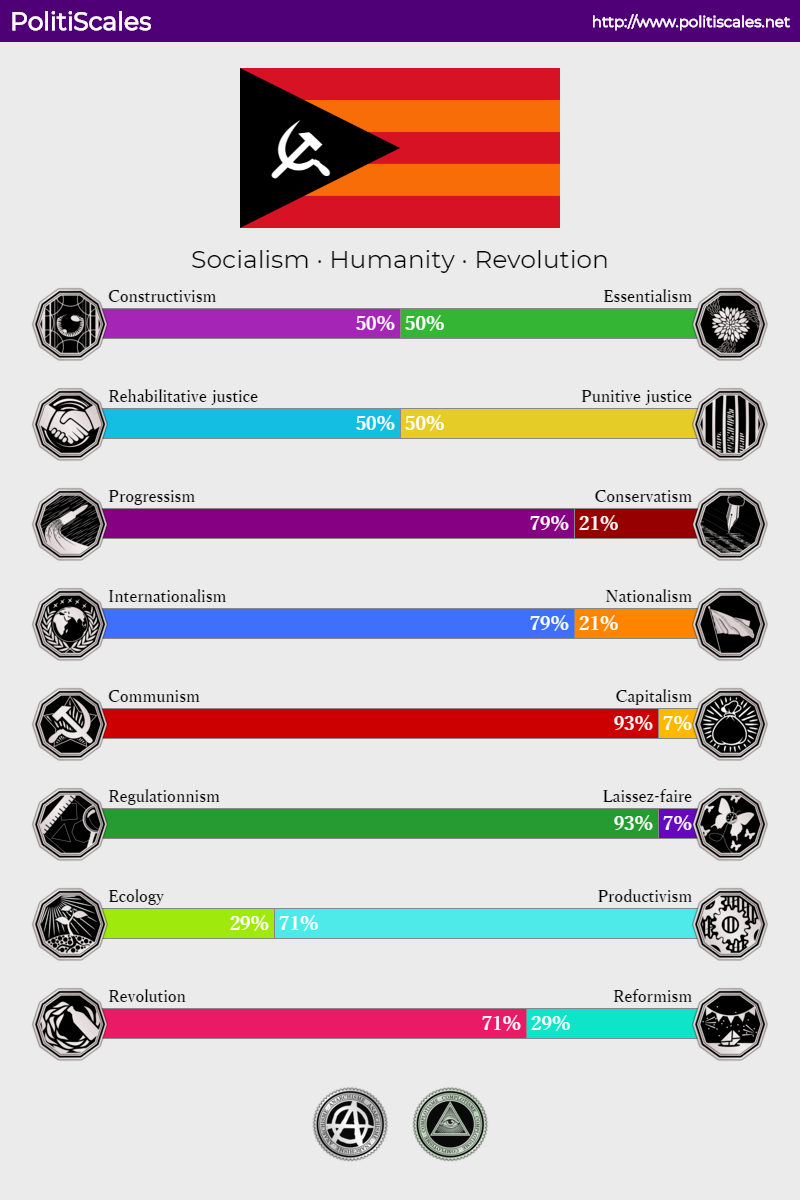 PolitiScales http://www.politiscales.net
Socialism · Humanity · Revolution
Constructivism Essentialism
50% 50%
Rehabilitative justice Punitive justice
50% 50%
Progressism Conservatism
79% 21%
Internationalism Nationalism
79% 21%
Communism Capitalism
93% 7%
Regulationnism Laissez-faire
93% 7%
Ecology Productivism
29% 71%
Revolution Reformism
71% 29%